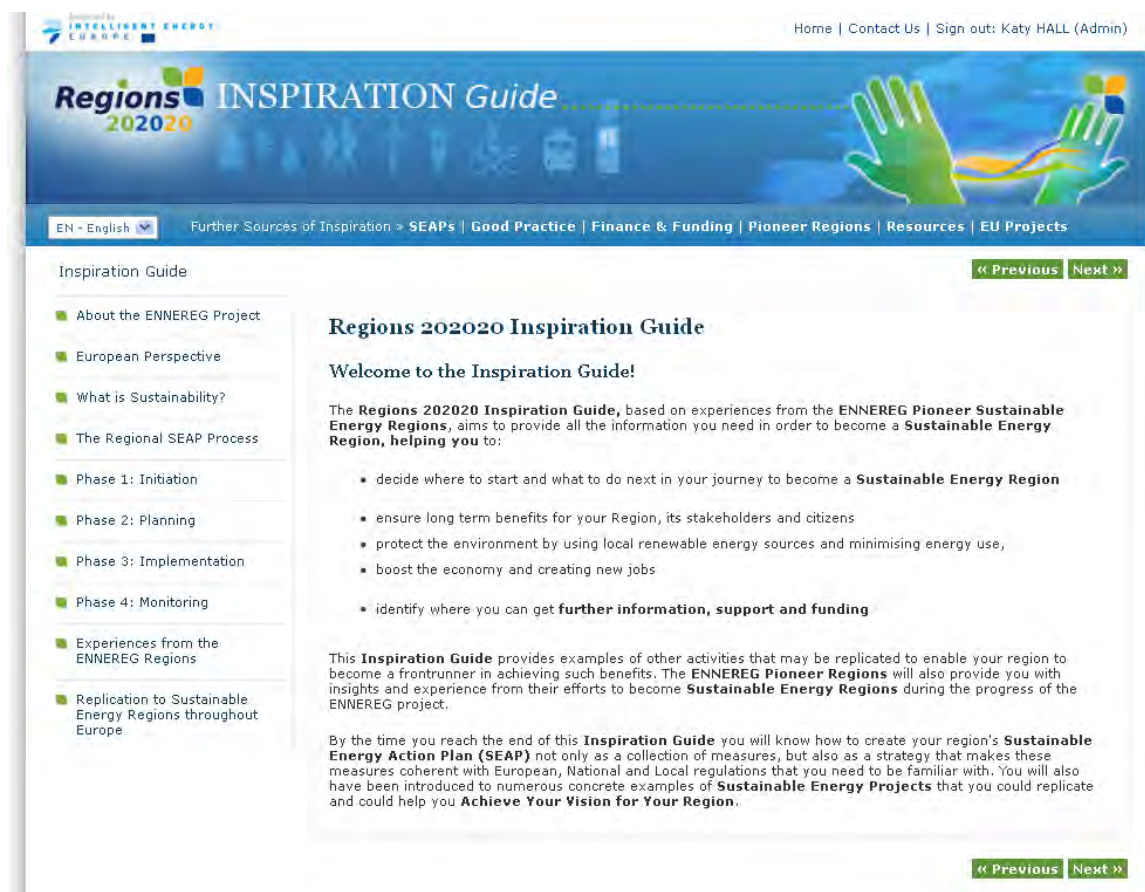 Supported by
INTELLIGENT ENERGY
EUROPE
Home | Contact Us | Sign out: Katy HALL (Admin)
Regions
202020
INSPIRATION Guide
EN - English
Further Sources of Inspiration » SEAPs | Good Practice | Finance & Funding | Pioneer Regions | Resources | EU Projects
Inspiration Guide
« Previous Next »
About the ENNEREG Project
European Perspective
What is Sustainability?
The Regional SEAP Process
Phase 1: Initiation
Phase 2: Planning
Phase 3: Implementation
Phase 4: Monitoring
Experiences from the
ENNEREG Regions
Replication to Sustainable
Energy Regions throughout
Europe
Regions 202020 Inspiration Guide
Welcome to the Inspiration Guide!
The Regions 202020 Inspiration Guide, based on experiences from the ENNEREG Pioneer Sustainable
Energy Regions, aims to provide all the information you need in order to become a Sustainable Energy
Region, helping you to:
• decide where to start and what to do next in your journey to become a Sustainable Energy Region
• ensure long term benefits for your Region, its stakeholders and citizens
• protect the environment by using local renewable energy sources and minimising energy use,
• boost the economy and creating new jobs
• identify where you can get further information, support and funding
This Inspiration Guide provides examples of other activities that may be replicated to enable your region to
become a frontrunner in achieving such benefits. The ENNEREG Pioneer Regions will also provide you with
insights and experience from their efforts to become Sustainable Energy Regions during the progress of the
ENNEREG project.
By the time you reach the end of this Inspiration Guide you will know how to create your region's Sustainable
Energy Action Plan (SEAP) not only as a collection of measures, but also as a strategy that makes these
measures coherent with European, National and Local regulations that you need to be familiar with. You will also
have been introduced to numerous concrete examples of Sustainable Energy Projects that you could replicate
and could help you Achieve Your Vision for Your Region.
« Previous Next »